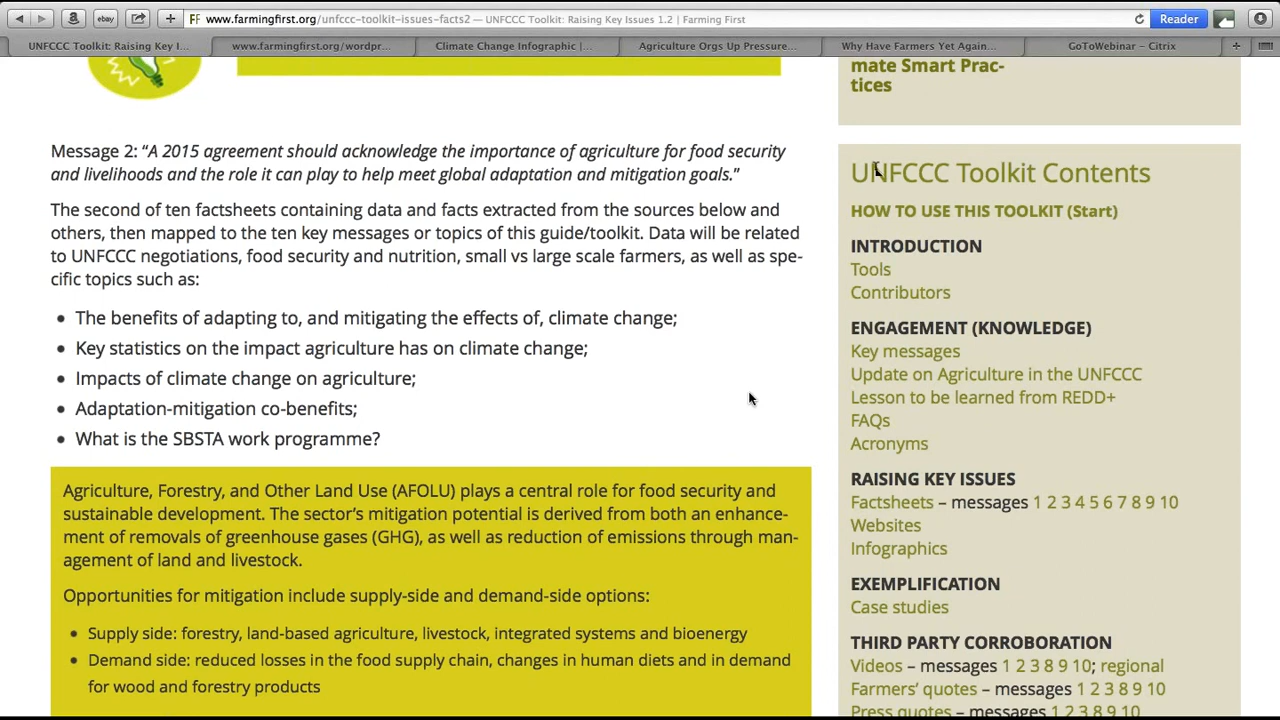 www.farmingfirst.org/unfccc-toolkit-issues-facts2 — UNFCCC Toolkit: Raising Key Issues 1.2 | Farming First
Reader
ebay
UNFCCC Toolkit: Raising Key I...
www.farmingfirst.org/wordpr...
Climate Change Infographic |...
Agriculture Orgs Up Pressure...
Why Have Farmers Yet Again...
GoToWebinar – Citrix
Message 2: “A 2015 agreement should acknowledge the importance of agriculture for food security
and livelihoods and the role it can play to help meet global adaptation and mitigation goals.”
The second of ten factsheets containing data and facts extracted from the sources below and
others, then mapped to the ten key messages or topics of this guide/toolkit. Data will be related
to UNFCCC negotiations, food security and nutrition, small vs large scale farmers, as well as spe-
cific topics such as:
• The benefits of adapting to, and mitigating the effects of, climate change;
• Key statistics on the impact agriculture has on climate change;
• Impacts of climate change on agriculture;
• Adaptation-mitigation co-benefits;
• What is the SBSTA work programme?
Agriculture, Forestry, and Other Land Use (AFOLU) plays a central role for food security and
sustainable development. The sector’s mitigation potential is derived from both an enhance-
ment of removals of greenhouse gases (GHG), as well as reduction of emissions through man-
agement of land and livestock.
Opportunities for mitigation include supply-side and demand-side options:
• Supply side: forestry, land-based agriculture, livestock, integrated systems and bioenergy
• Demand side: reduced losses in the food supply chain, changes in human diets and in demand
for wood and forestry products
mate Smart Prac-
tices
UNFCCC Toolkit Contents
HOW TO USE THIS TOOLKIT (Start)
INTRODUCTION
Tools
Contributors
ENGAGEMENT (KNOWLEDGE)
Key messages
Update on Agriculture in the UNFCCC
Lesson to be learned from REDD+
FAQs
Acronyms
RAISING KEY ISSUES
Factsheets – messages 1 2 3 4 5 6 7 8 9 10
Websites
Infographics
EXEMPLIFICATION
Case studies
THIRD PARTY CORROBORATION
Videos – messages 1 2 3 8 9 10; regional
Farmers’ quotes – messages 1 2 3 8 9 10
Press quotes – messages 1 2 3 8 9 10